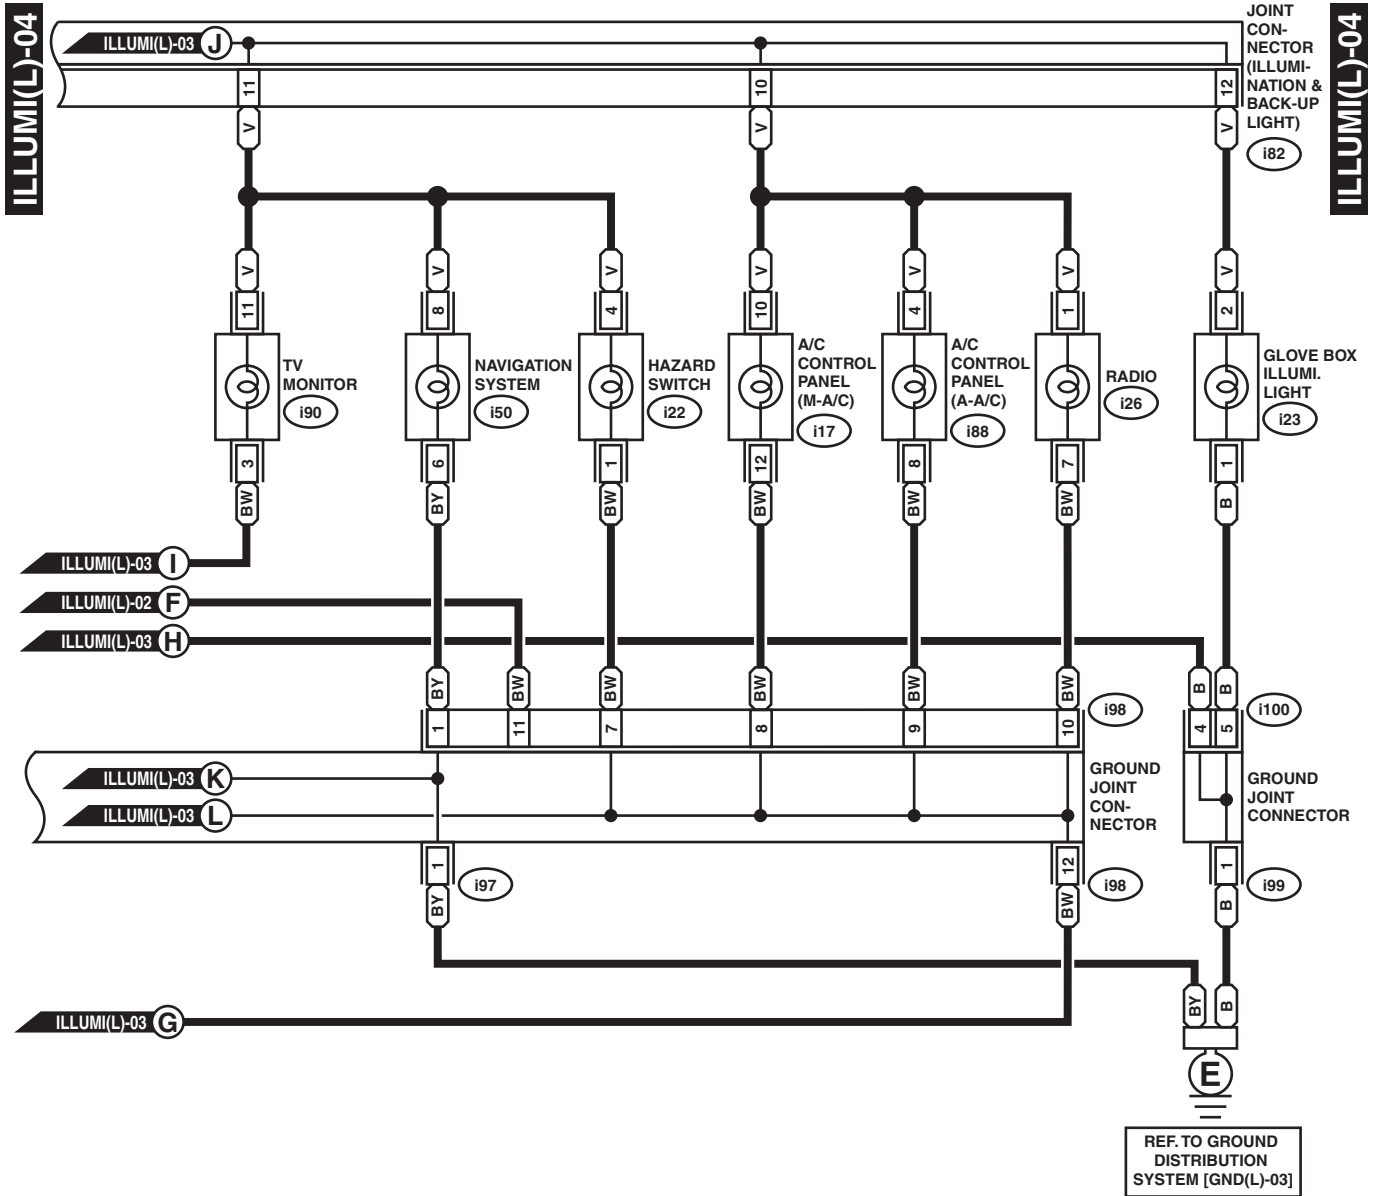 ILLUMI(L)-04
ILLUMI(L)-04
ILLUMI(L)-03 J
JOINT
CON-
NECTOR
(ILLUMI-
NATION &
BACK-UP
LIGHT)
i82
11
10
12
V
V
V
V
V
V
V
V
V
V
11
8
4
10
4
1
2
TV
MONITOR
i90
NAVIGATION
SYSTEM
i50
HAZARD
SWITCH
i22
A/C
CONTROL
PANEL
(M-A/C)
i17
A/C
CONTROL
PANEL
(A-A/C)
i88
RADIO
i26
GLOVE BOX
ILLUMI.
LIGHT
i23
3
6
1
12
8
7
1
BW
BY
BW
BW
BW
BW
B
ILLUMI(L)-03 I
ILLUMI(L)-02 F
ILLUMI(L)-03 H
BY
BW
BW
BW
BW
BW
B
B
1
11
7
8
9
10
i98
4
5
i100
ILLUMI(L)-03 K
ILLUMI(L)-03 L
GROUND
JOINT
CON-
NECTOR
GROUND
JOINT
CONNECTOR
1
i97
12
i98
1
i99
BY
BW
B
ILLUMI(L)-03 G
BY
B
E
REF. TO GROUND
DISTRIBUTION
SYSTEM [GND(L)-03]